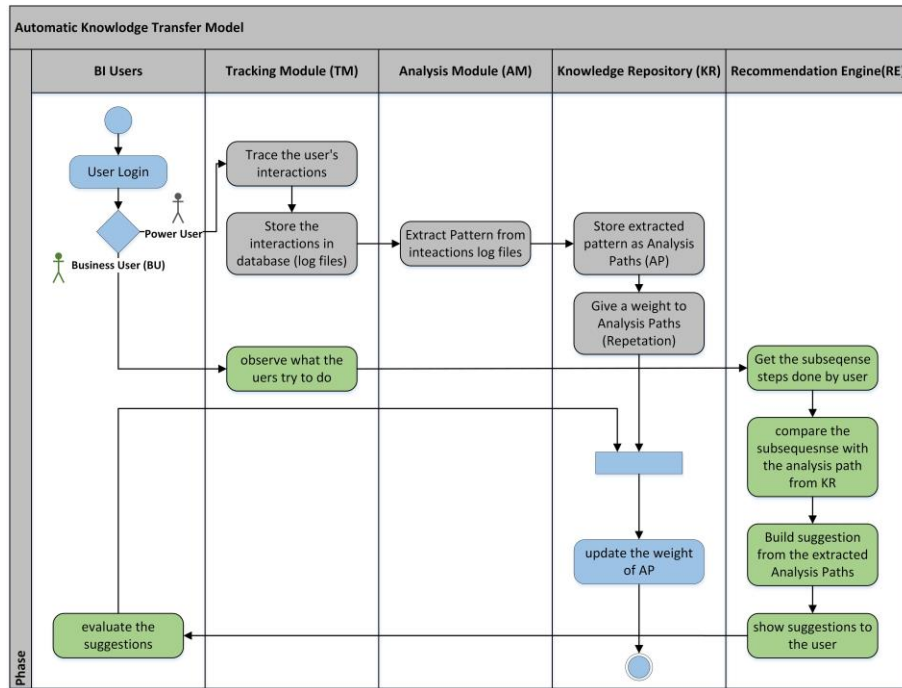 Automatic Knowlodge Transfer Model
BI Users
Tracking Module (TM)
Analysis Module (AM)
Knowledge Repository (KR)
Recommendation Engine(RE)
User Login
Power User
Business User (BU)
Trace the user's
interactions
Store the
interactions in
database (log files)
Extract Pattern from
inteactions log files
Store extracted
pattern as Analysis
Paths (AP)
Give a weight to
Analysis Paths
(Repetation)
observe what the
uers try to do
Get the subseqense
steps done by user
compare the
subsequesnse with
the analysis path
from KR
Build suggestion
from the extracted
Analysis Paths
update the weight
of AP
evaluate the
suggestions
show suggestions to
the user
Phase